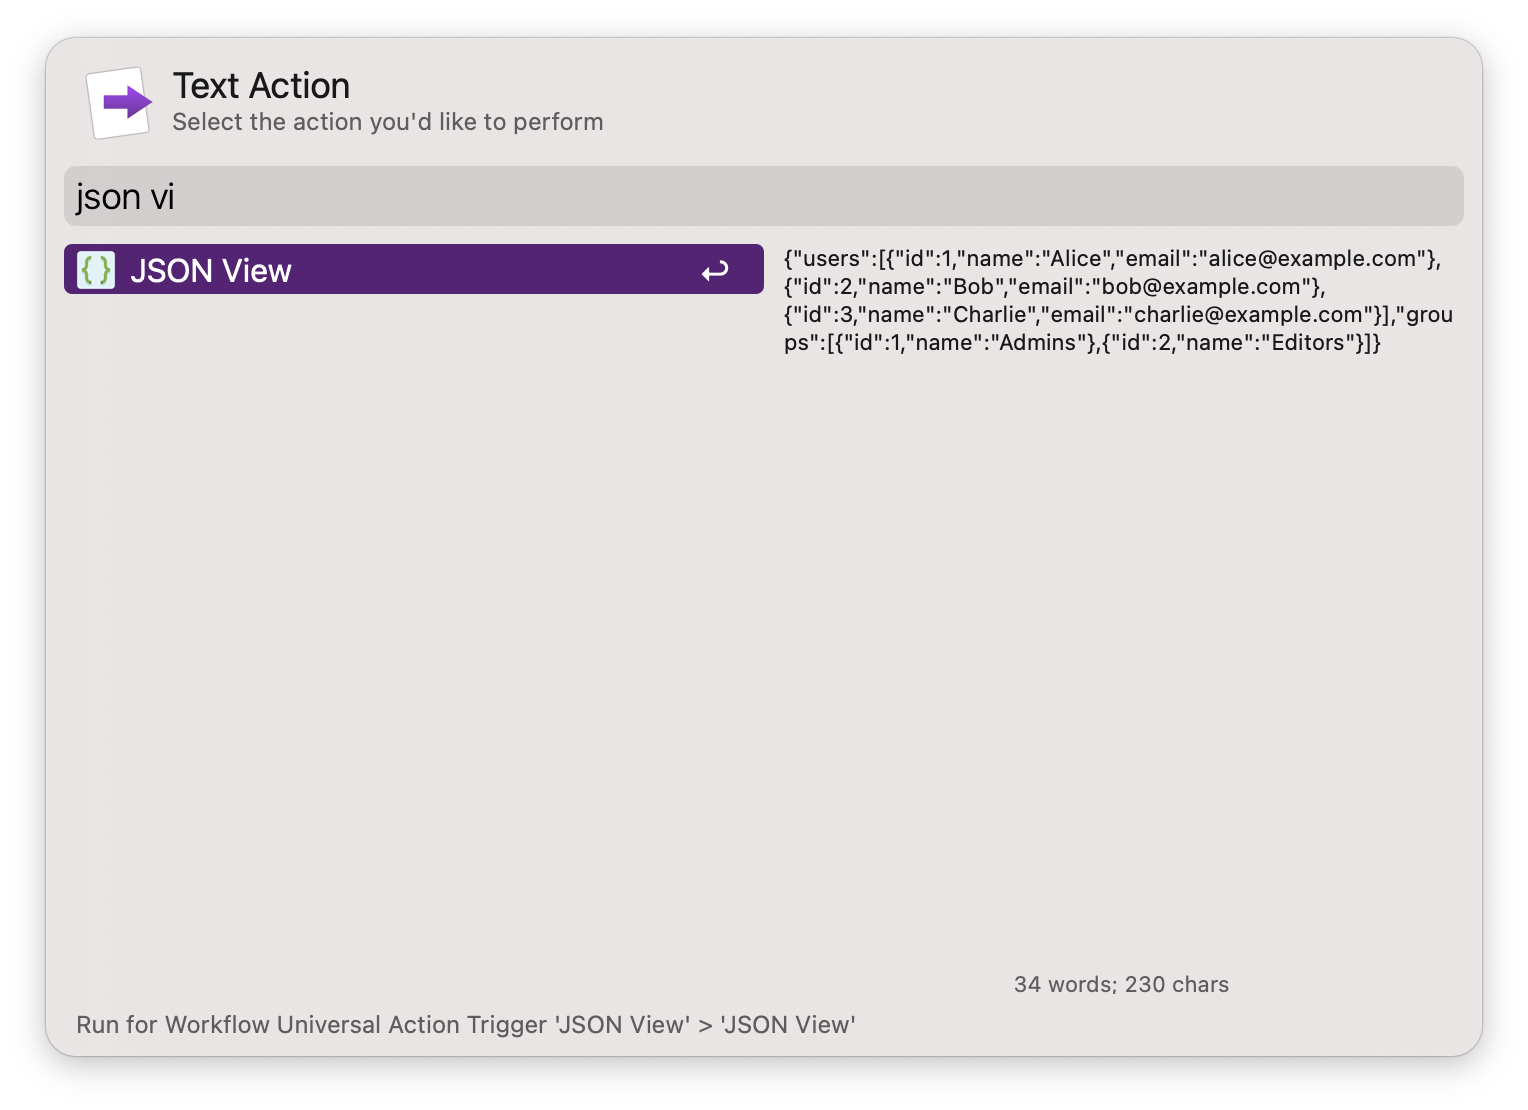 Text Action
Select the action you'd like to perform
json vi
{} JSON View
{"users":[{"id":1,"name":"Alice","email":"alice@example.com"},
{"id":2,"name":"Bob","email":"bob@example.com"},
{"id":3,"name":"Charlie","email":"charlie@example.com"}],"grou
ps":[{"id":1,"name":"Admins"},{"id":2,"name":"Editors"}]}
34 words; 230 chars
Run for Workflow Universal Action Trigger 'JSON View' > 'JSON View'